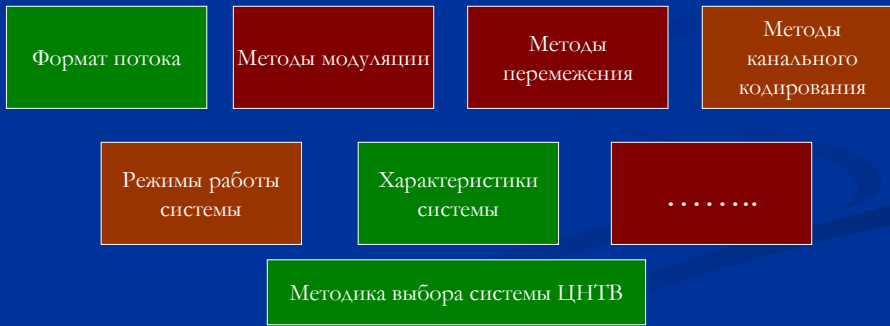 Формат потока
Методы модуляции
Методы
перемежения
Методы
канального
кодирования
Режимы работы
системы
Характеристики
системы
………
Методика выбора системы ЦНТВ